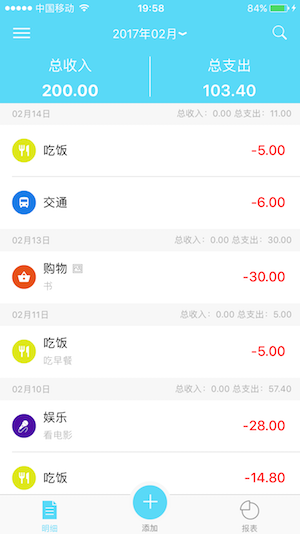 中国移动 19:58 84%
2017年02月
总收入 总支出
200.00 103.40
02月14日 总收入：0.00 总支出：11.00
吃饭 -5.00
交通 -6.00
02月13日 总收入：0.00 总支出：30.00
购物 -30.00
书
02月11日 总收入：0.00 总支出：5.00
吃饭 -5.00
吃早餐
02月10日 总收入：0.00 总支出：57.40
娱乐 -28.00
看电影
吃饭 -14.80
明细 添加 报表